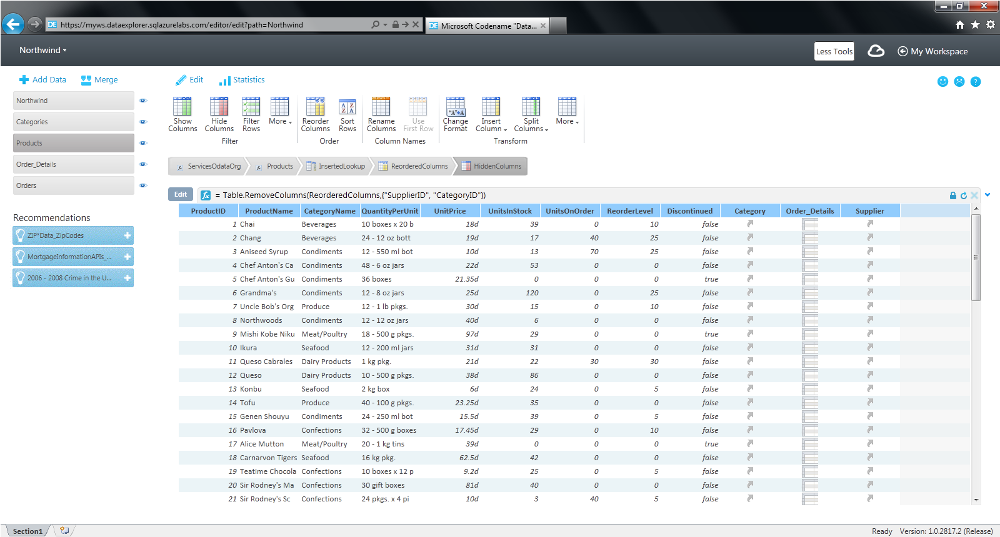 https://myws.dataexplorer.sqlazurelabs.com/editor/edit?path=Northwind DE Microsoft Codename "Data...
Northwind Less Tools My Workspace
Add Data Merge Edit Statistics
Northwind
Categories
Products
Order_Details
Orders
Recommendations
ZIP*Data_ZipCodes
MortgageInformationAPIs_...
2006 - 2008 Crime in the U...
Show Columns Hide Columns Filter Rows More Reorder Columns Sort Rows Rename Columns Use First Row Change Format Insert Column Split Columns More
Filter Order Column Names Transform
ServicesOdataOrg Products InsertedLookup ReorderedColumns HiddenColumns
Edit fx = Table.RemoveColumns(ReorderedColumns,{"SupplierID", "CategoryID"})
ProductID ProductName CategoryName QuantityPerUnit UnitPrice UnitsInStock UnitsOnOrder ReorderLevel Discontinued Category Order_Details Supplier
1 Chai Beverages 10 boxes x 20 b 18d 39 0 10 false
2 Chang Beverages 24 - 12 oz bott 19d 17 40 25 false
3 Aniseed Syrup Condiments 12 - 550 ml bot 10d 13 70 25 false
4 Chef Anton's Ca Condiments 48 - 6 oz jars 22d 53 0 0 false
5 Chef Anton's Gu Condiments 36 boxes 21.35d 0 0 0 true
6 Grandma's Condiments 12 - 8 oz jars 25d 120 0 25 false
7 Uncle Bob's Org Produce 12 - 1 lb pkgs. 30d 15 0 10 false
8 Northwoods Condiments 12 - 12 oz jars 40d 6 0 0 false
9 Mishi Kobe Niku Meat/Poultry 18 - 500 g pkgs. 97d 29 0 0 true
10 Ikura Seafood 12 - 200 ml jars 31d 31 0 0 false
11 Queso Cabrales Dairy Products 1 kg pkg. 21d 22 30 30 false
12 Queso Dairy Products 10 - 500 g pkgs. 38d 86 0 0 false
13 Konbu Seafood 2 kg box 6d 24 0 5 false
14 Tofu Produce 40 - 100 g pkgs. 23.25d 35 0 0 false
15 Genen Shouyu Condiments 24 - 250 ml bot 15.5d 39 0 5 false
16 Pavlova Confections 32 - 500 g boxes 17.45d 29 0 10 false
17 Alice Mutton Meat/Poultry 20 - 1 kg tins 39d 0 0 0 true
18 Carnarvon Tigers Seafood 16 kg pkg. 62.5d 42 0 0 false
19 Teatime Chocola Confections 10 boxes x 12 p 9.2d 25 0 5 false
20 Sir Rodney's Ma Confections 30 gift boxes 81d 40 0 0 false
21 Sir Rodney's Sc Confections 24 pkgs. x 4 pi 10d 3 40 5 false
Section1 Ready Version: 1.0.2817.2 (Release)